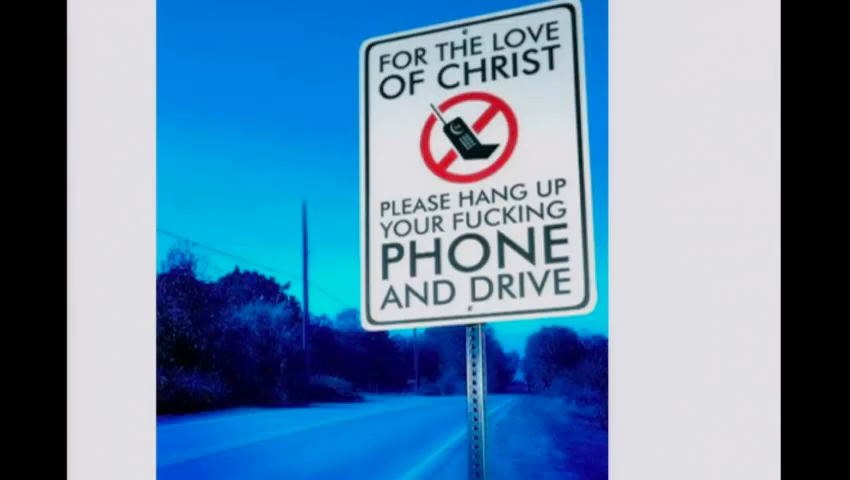 FOR THE LOVE
OF CHRIST
PLEASE HANG UP
YOUR FUCKING
PHONE
AND DRIVE